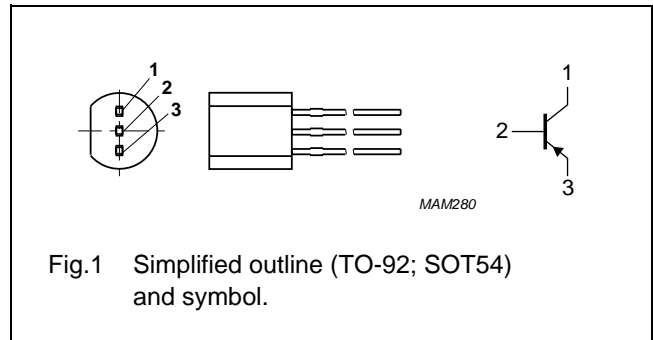 1
2
3
1
2
3
MAM280
Fig.1 Simplified outline (TO-92; SOT54)
and symbol.